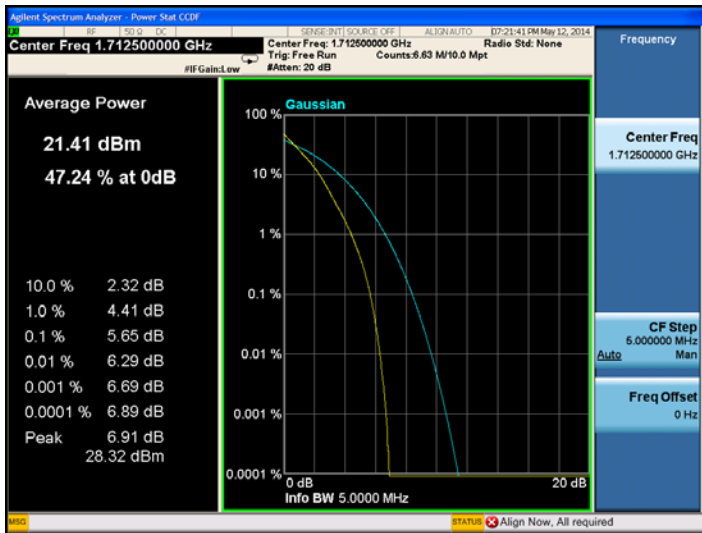 Agilent Spectrum Analyzer - Power Stat CCDF
RF 50 Ω DC SENSE:INT SOURCE OFF ALIGN AUTO 07:21:41 PM May 12, 2014
Center Freq 1.712500000 GHz
Center Freq: 1.712500000 GHz Radio Std: None
Trig: Free Run Counts:6.63 M/10.0 Mpt
#IFGain:Low #Atten: 20 dB
Frequency
Center Freq
1.712500000 GHz
CF Step
5.000000 MHz
Auto Man
Freq Offset
0 Hz
Average Power
21.41 dBm
47.24 % at 0dB
10.0 % 2.32 dB
1.0 % 4.41 dB
0.1 % 5.65 dB
0.01 % 6.29 dB
0.001 % 6.69 dB
0.0001 % 6.89 dB
Peak 6.91 dB
28.32 dBm
Gaussian
100 %
10 %
1 %
0.1 %
0.01 %
0.001 %
0.0001 %
0 dB 20 dB
Info BW 5.0000 MHz
MSG STATUS Align Now, All required